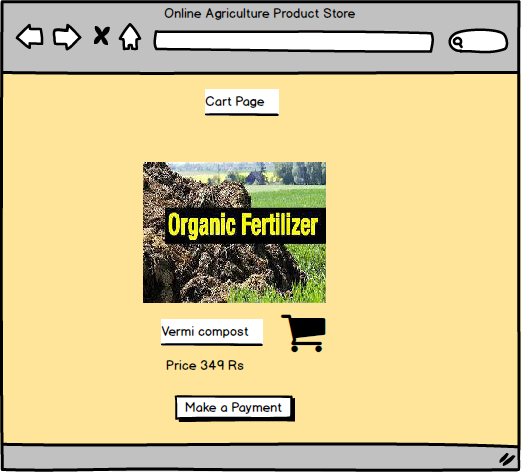 Online Agriculture Product Store
Cart Page
Organic Fertilizer
Vermi compost
Price 349 Rs
Make a Payment